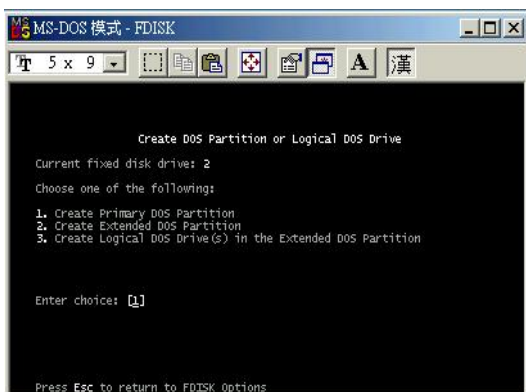 MS-DOS 模式 - FDISK
5 x 9
A
漢
Create DOS Partition or Logical DOS Drive
Current fixed disk drive: 2
Choose one of the following:
1. Create Primary DOS Partition
2. Create Extended DOS Partition
3. Create Logical DOS Drive(s) in the Extended DOS Partition
Enter choice: [1]
Press Esc to return to FDISK Options